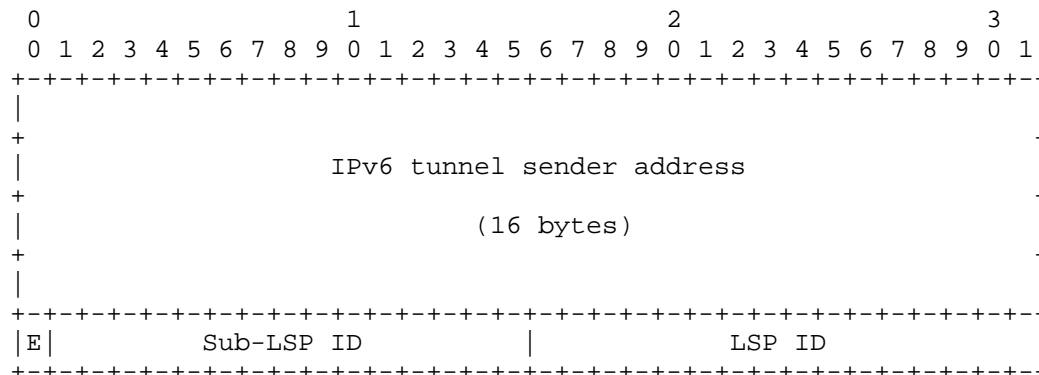 0                   1                   2                   3
0 1 2 3 4 5 6 7 8 9 0 1 2 3 4 5 6 7 8 9 0 1 2 3 4 5 6 7 8 9 0 1
IPv6 tunnel sender address
(16 bytes)
|E| Sub-LSP ID | LSP ID